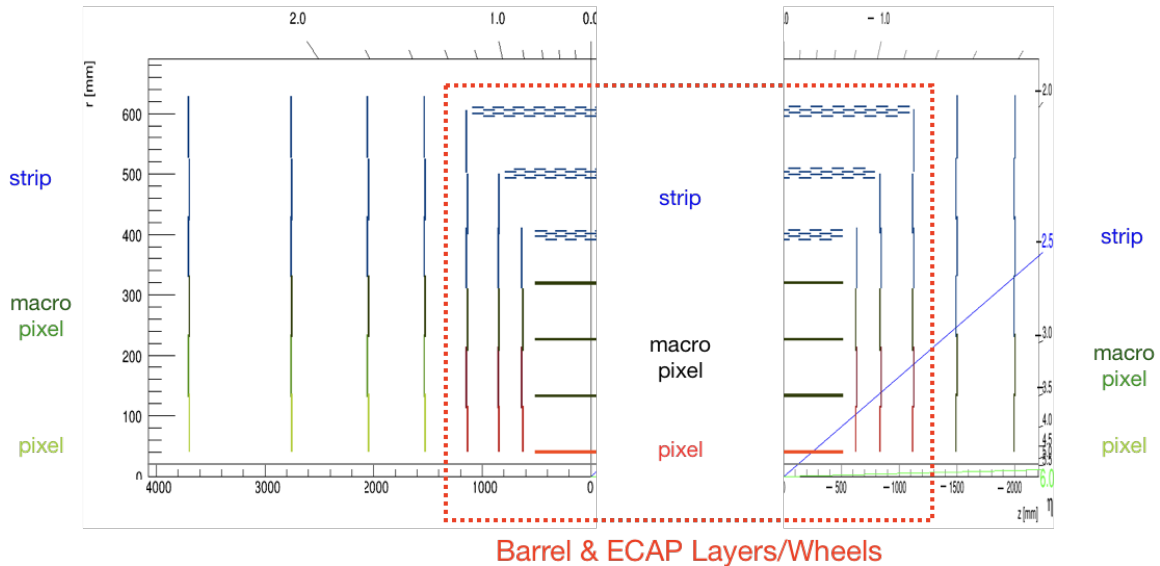 2.0 1.0 0.0 0 − 1.0
r [mm]
2.0
600
strip 500
strip
400 2.5 strip
macro 300
pixel 3.0
macro
200 pixel macro
3.5 pixel
100 4.0
pixel pixel pixel
0 6.0
4000 3000 2000 1000 0 0 − 500 − 1000 − 1500 − 2000 η
z [mm]
Barrel & ECAP Layers/Wheels